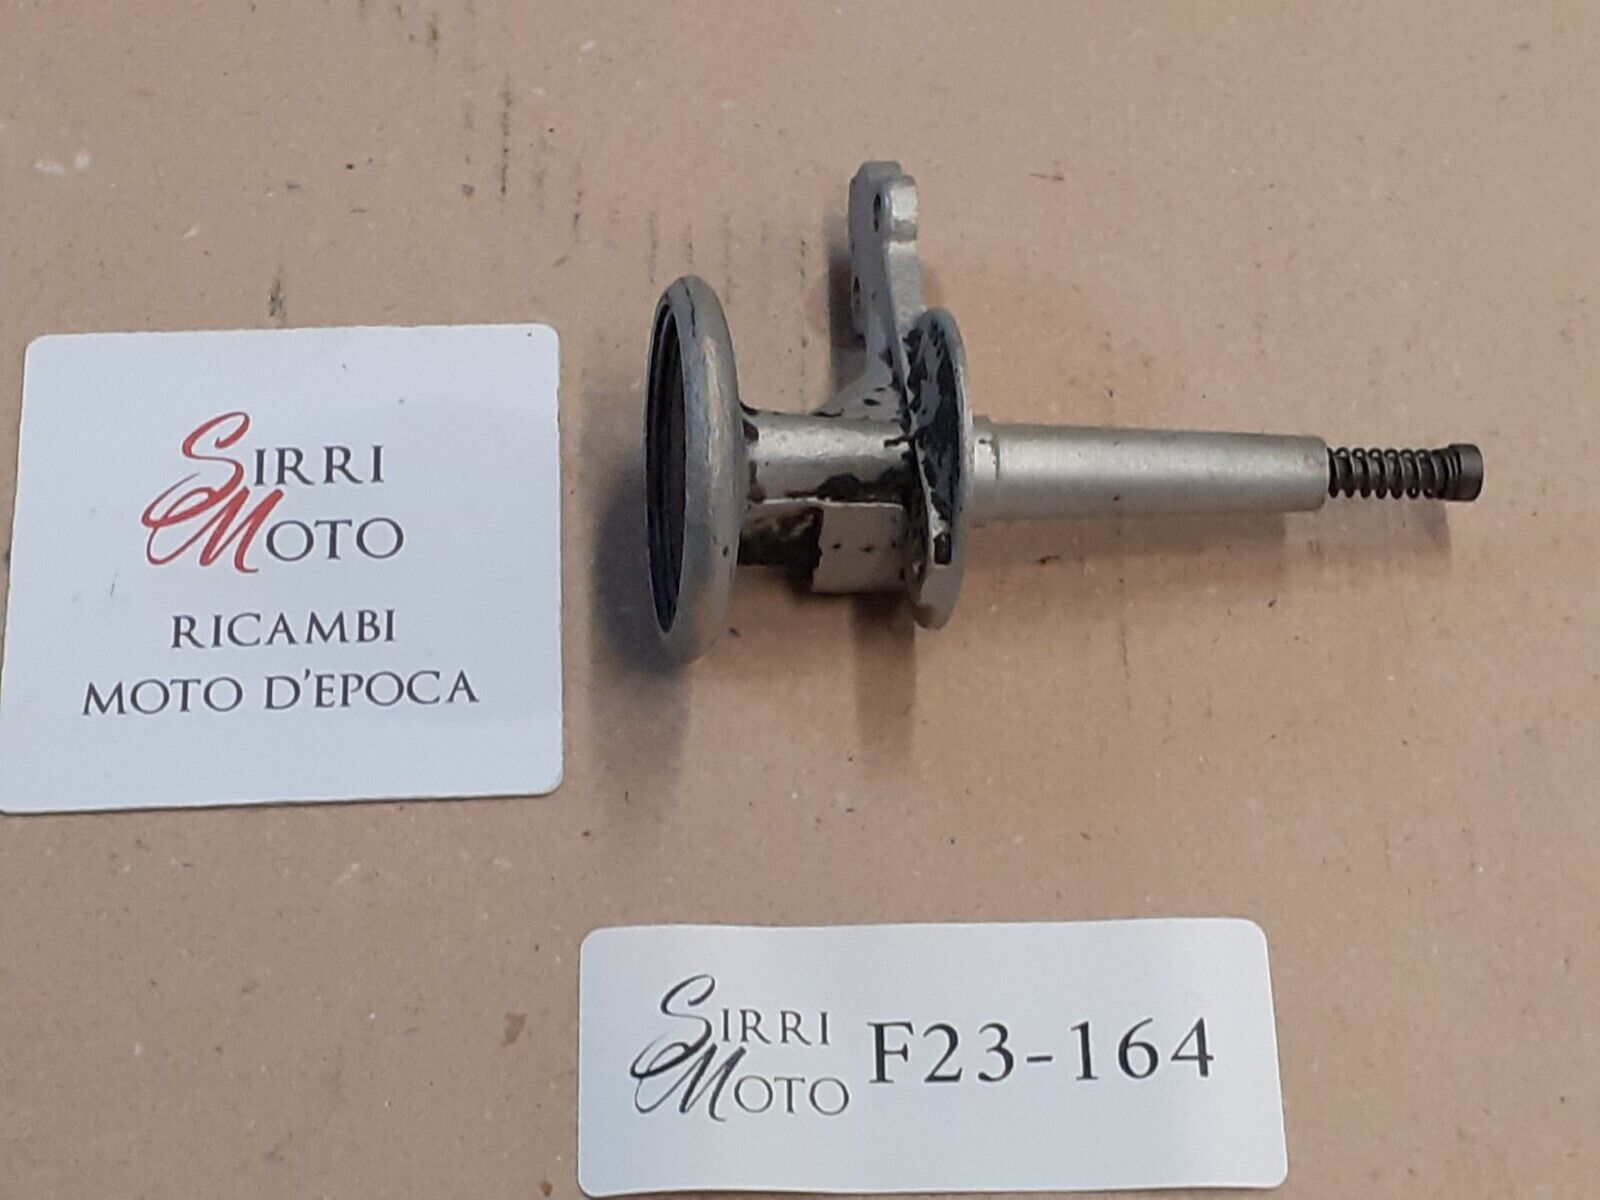 SIRRI
MOTO
RICAMBI
MOTO D'EPOCA
SIRRI
MOTO
F23-164